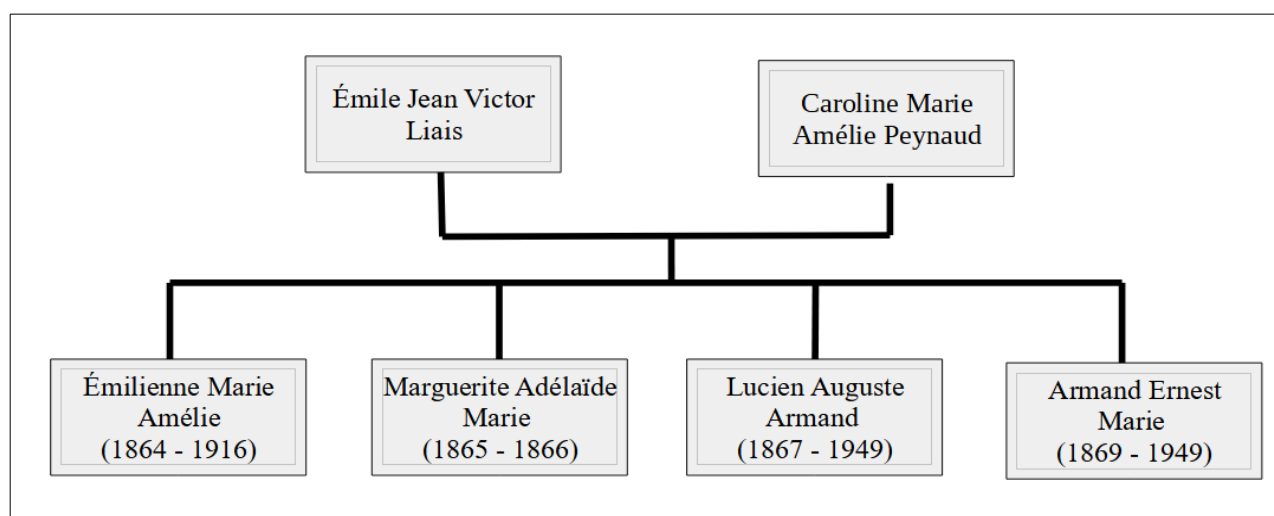 Émile Jean Victor
Liais
Caroline Marie
Amélie Peynaud
Émilienne Marie
Amélie
(1864 - 1916)
Marguerite Adélaïde
Marie
(1865 - 1866)
Lucien Auguste
Armand
(1867 - 1949)
Armand Ernest
Marie
(1869 - 1949)